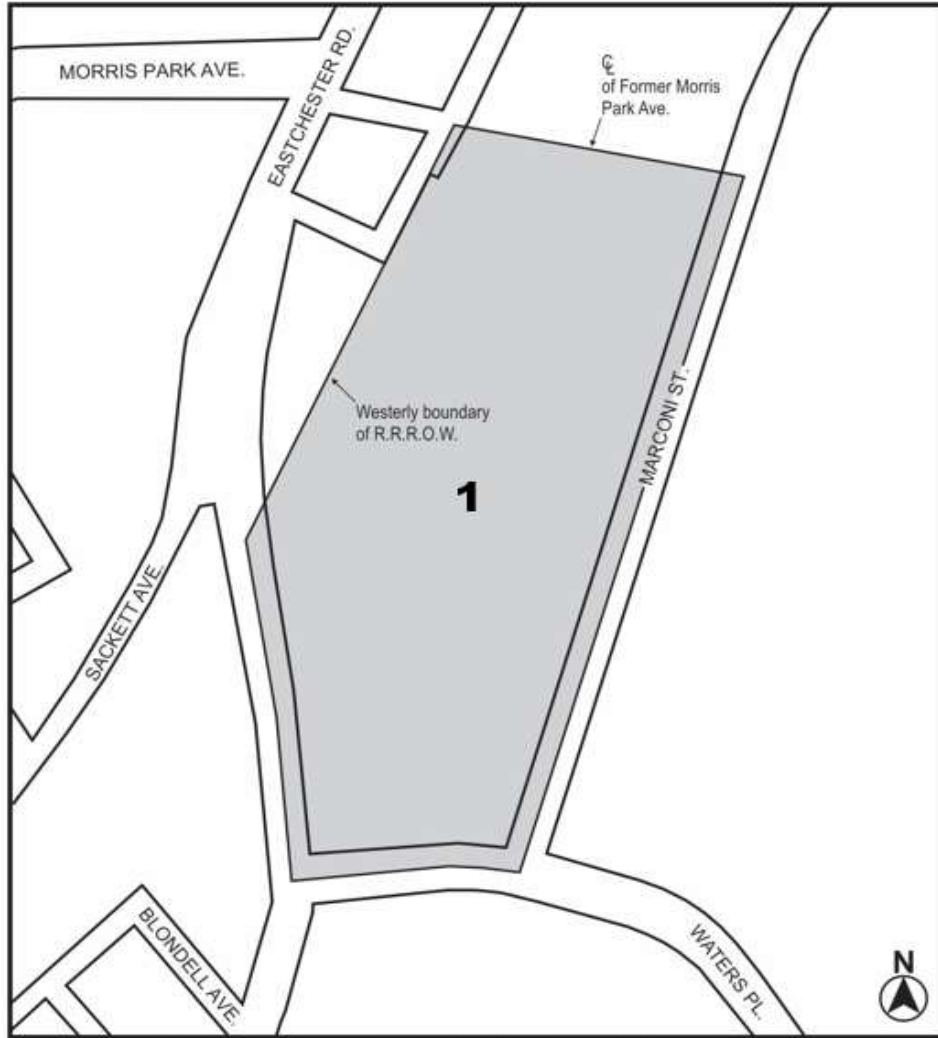 MORRIS PARK AVE.
EASTCHESTER RD.
℄
of Former Morris
Park Ave.
Westerly boundary
of R.R.R.O.W.
MARCONI ST.
1
SACKETT AVE.
BLONDELL AVE.
WATERS PL.
N